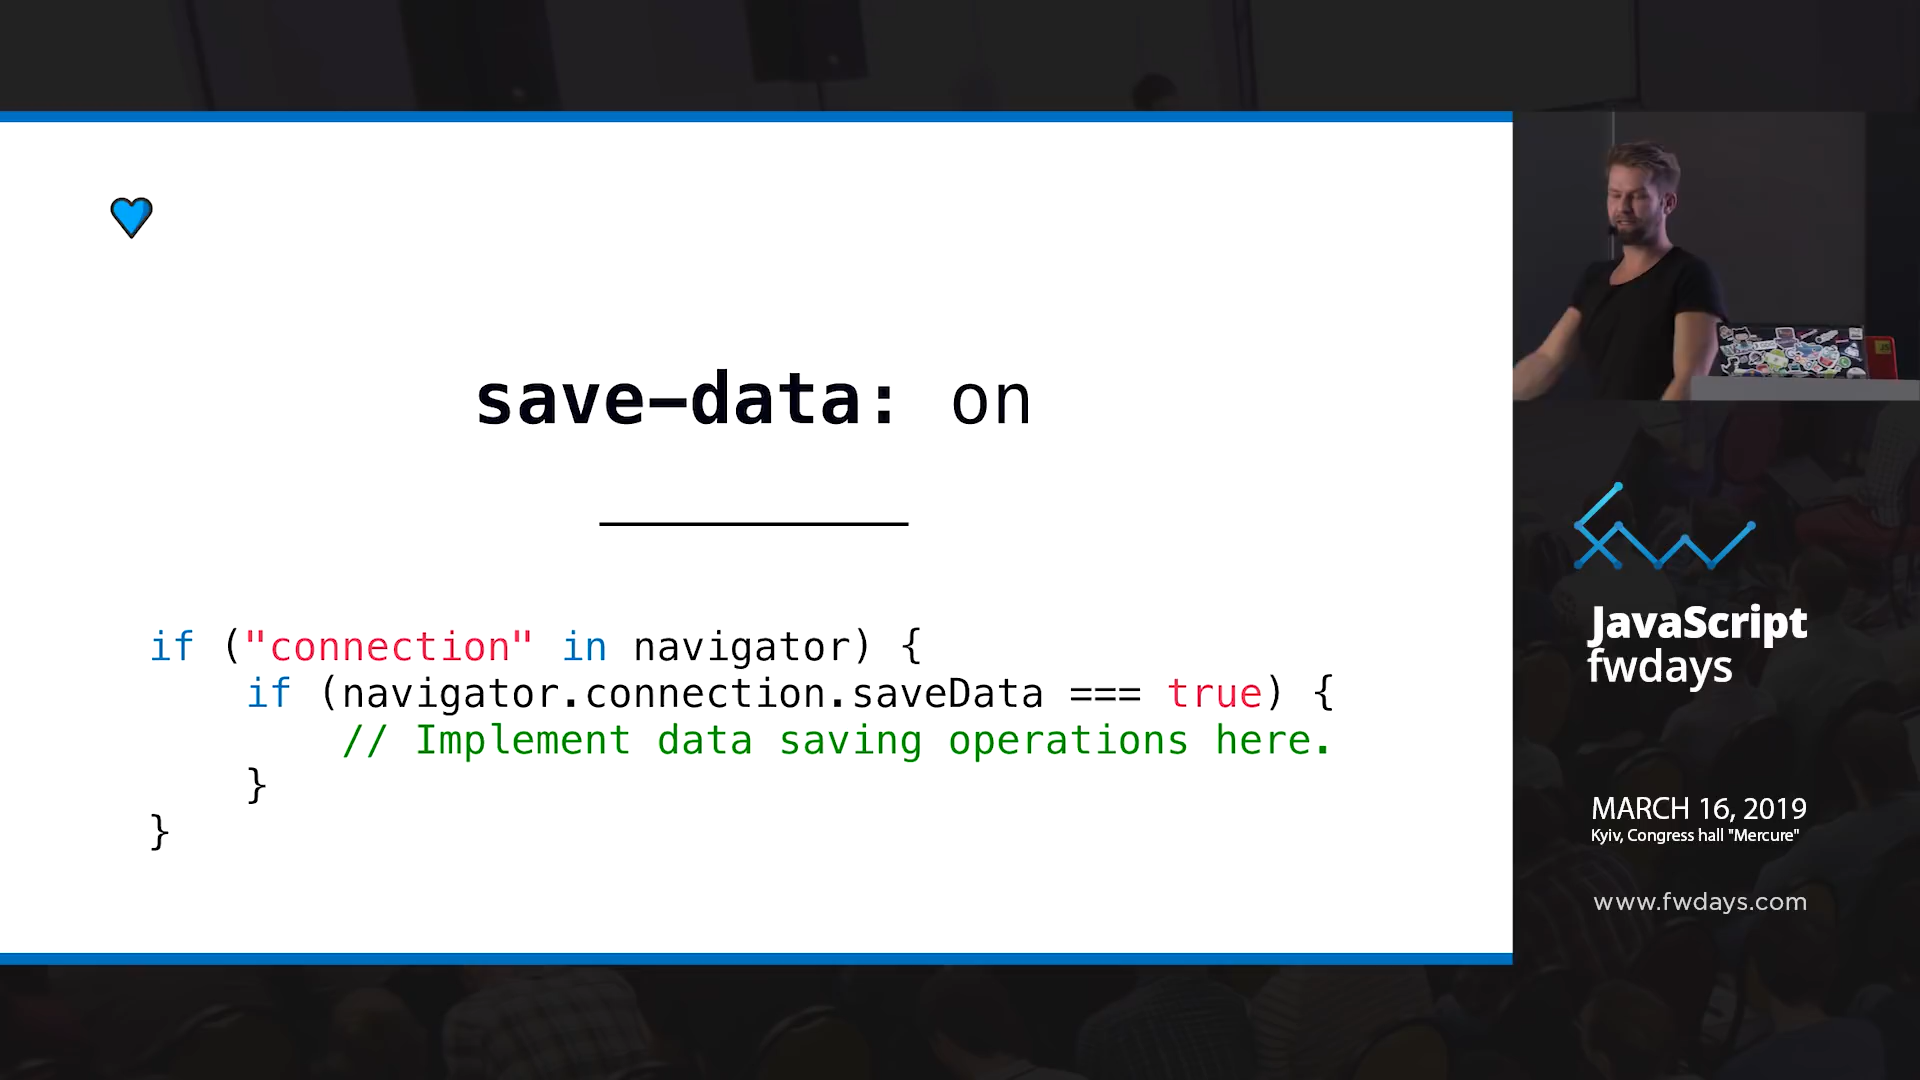 save-data: on
if ("connection" in navigator) {
    if (navigator.connection.saveData === true) {
        // Implement data saving operations here.
    }
}
JavaScript
fwdays
MARCH 16, 2019
Kyiv, Congress hall "Mercure"
www.fwdays.com